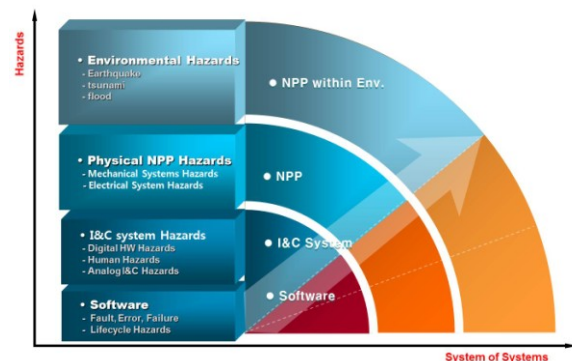 Hazards
• Environmental Hazards
- Earthquake
- tsunami
- flood
• NPP within Env.
• Physical NPP Hazards
- Mechanical Systems Hazards
- Electrical System Hazards
• NPP
• I&C system Hazards
- Digital HW Hazards
- Human Hazards
- Analog I&C Hazards
• I&C System
• Software
- Fault, Error, Failure
- Lifecycle Hazards
• Software
System of Systems